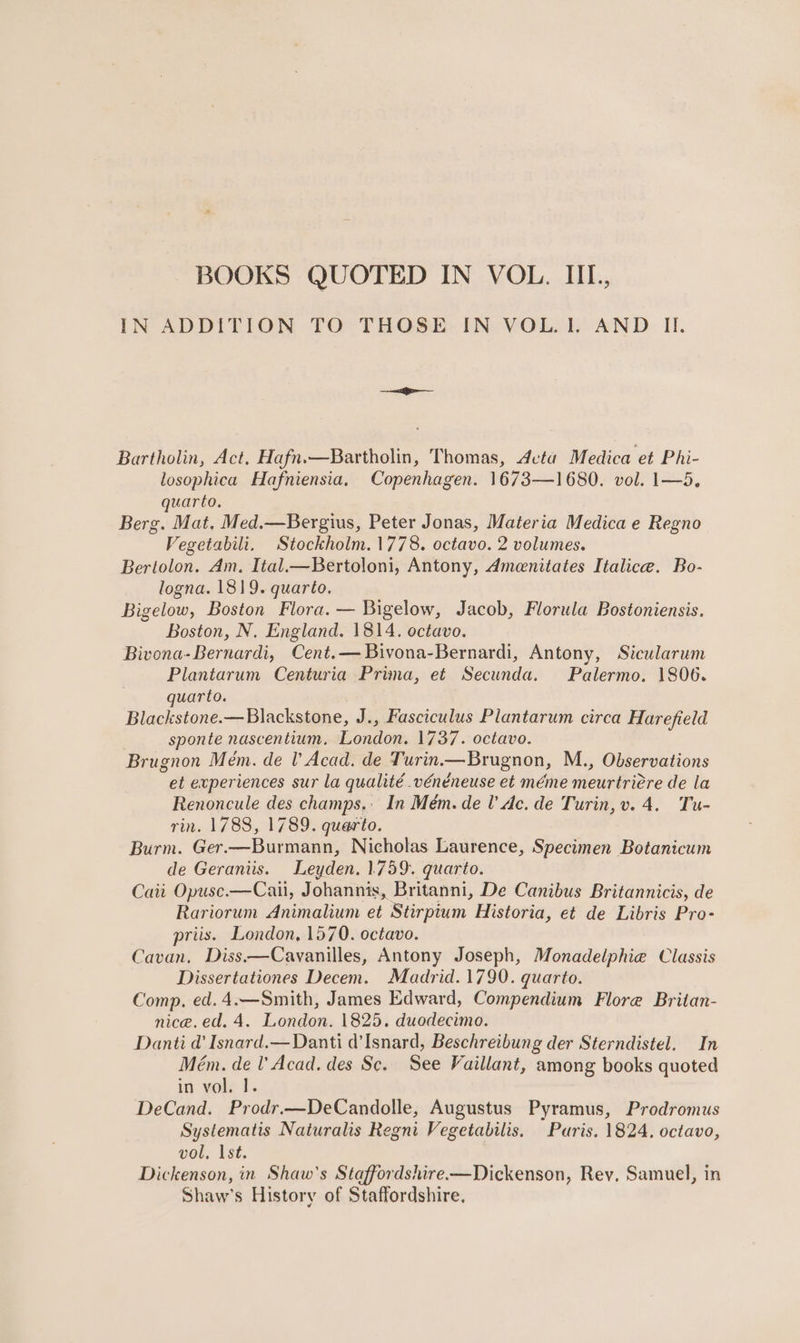 BOOKS QUOTED IN VOL. III.,
IN ADDITION TO THOSE IN VOL. I. AND II.
Bartholin, Act. Hafn.—Bartholin, Thomas, Acta Medica et Phi-
losophica Hafniensia. Copenhagen. 1673—1680. vol. 1—5.
quarto.
Berg. Mat. Med.—Bergius, Peter Jonas, Materia Medica e Regno
Vegetabili. Stockholm. 1778. octavo. 2 volumes.
Bertolon. Am. Ital.—Bertoloni, Antony, Amœnitates Italicæ. Bo-
logna. 1819. quarto.
Bigelow, Boston Flora.—Bigelow, Jacob, Florula Bostoniensis.
Boston, N. England. 1814. octavo.
Bivona-Bernardi, Cent.—Bivona-Bernardi, Antony, Sicularum
Plantarum Centuria Prima, et Secunda. Palermo. 1806.
quarto.
Blackstone.—Blackstone, J., Fasciculus Plantarum circa Harefield
sponte nascentium. London. 1737. octavo.
Brugnon Mém. de l'Acad. de Turin.—Brugnon, M., Observations
et experiences sur la qualité vénéneuse et méme meurtrière de la
Renoncule des champs. In Mém. de l'Ac. de Turin, v. 4. Tu-
rin. 1788, 1789. quarto.
Burm. Ger.—Burmann, Nicholas Laurence, Specimen Botanicum
de Geraniis. Leyden. 1759. quarto.
Caii Opusc.—Caii, Johannis, Britanni, De Canibus Britannicis, de
Rariorum Animalium et Stirpium Historia, et de Libris Pro-
priis. London, 1570. octavo.
Cavan. Diss.—Cavanilles, Antony Joseph, Monadelphiæ Classis
Dissertationes Decem. Madrid. 1790. quarto.
Comp. ed. 4.—Smith, James Edward, Compendium Floræ Britan-
nicæ. ed. 4. London. 1825. duodecimo.
Danti d'Isnard.—Danti d'Isnard, Beschreibung der Sterndistel. In
Mém. de l'Acad. des Sc. See Vaillant, among books quoted
in vol. 1.
DeCand. Prodr.—DeCandolle, Augustus Pyramus, Prodromus
Systematis Naturalis Regni Vegetabilis. Paris. 1824. octavo,
vol. 1st.
Dickenson, in Shaw's Staffordshire.—Dickenson, Rev. Samuel, in
Shaw's History of Staffordshire.